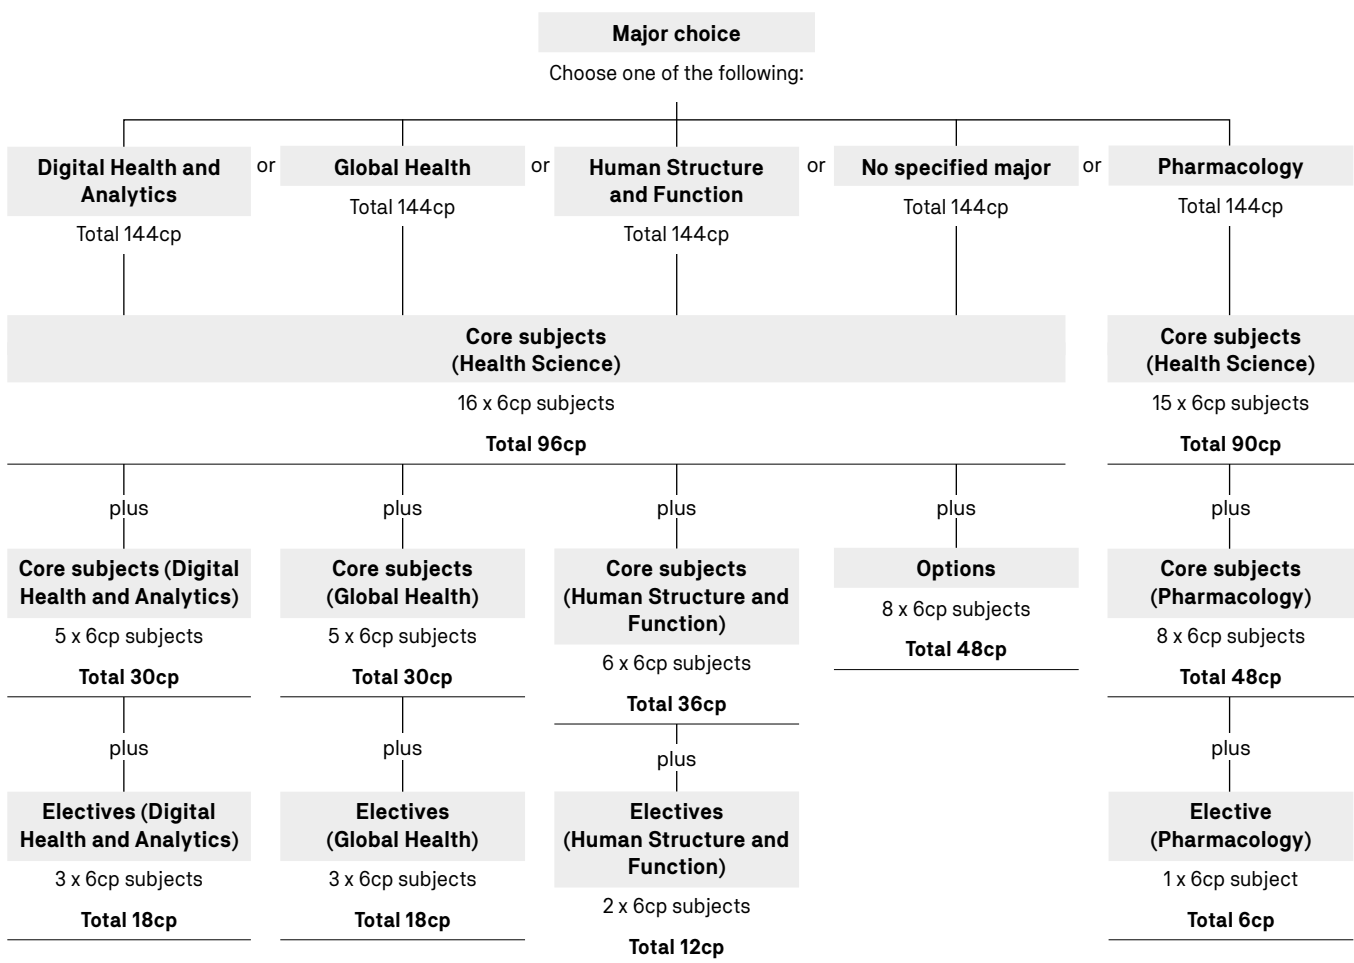 Major choice
Choose one of the following:
Digital Health and
Analytics
Total 144cp
or
Global Health
Total 144cp
or
Human Structure
and Function
Total 144cp
or
No specified major
Total 144cp
or
Pharmacology
Total 144cp
Core subjects
(Health Science)
16 x 6cp subjects
Total 96cp
Core subjects
(Health Science)
15 x 6cp subjects
Total 90cp
plus
plus
plus
plus
plus
Core subjects (Digital
Health and Analytics)
5 x 6cp subjects
Total 30cp
Core subjects
(Global Health)
5 x 6cp subjects
Total 30cp
Core subjects
(Human Structure and
Function)
6 x 6cp subjects
Total 36cp
Options
8 x 6cp subjects
Total 48cp
Core subjects
(Pharmacology)
8 x 6cp subjects
Total 48cp
plus
plus
plus
plus
Electives (Digital
Health and Analytics)
3 x 6cp subjects
Total 18cp
Electives
(Global Health)
3 x 6cp subjects
Total 18cp
Electives
(Human Structure and
Function)
2 x 6cp subjects
Total 12cp
Elective
(Pharmacology)
1 x 6cp subject
Total 6cp